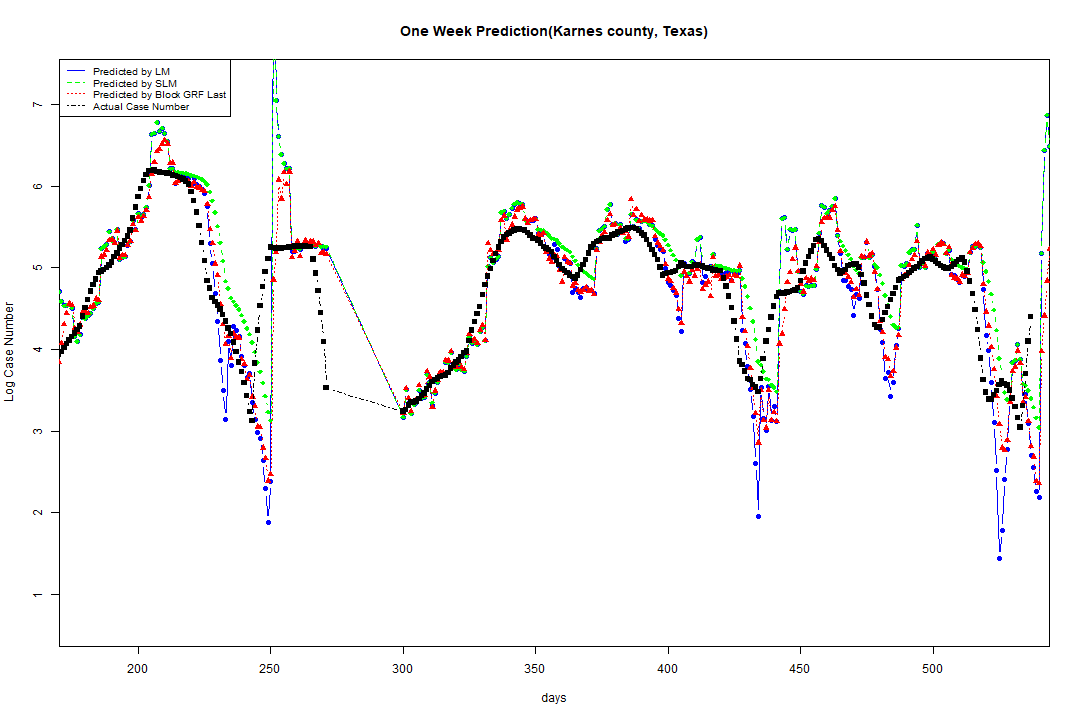 One Week Prediction(Karnes county, Texas)
Predicted by LM
Predicted by SLM
Predicted by Block GRF Last
Actual Case Number
Log Case Number
7
6
5
4
3
2
1
200 250 300 350 400 450 500
days